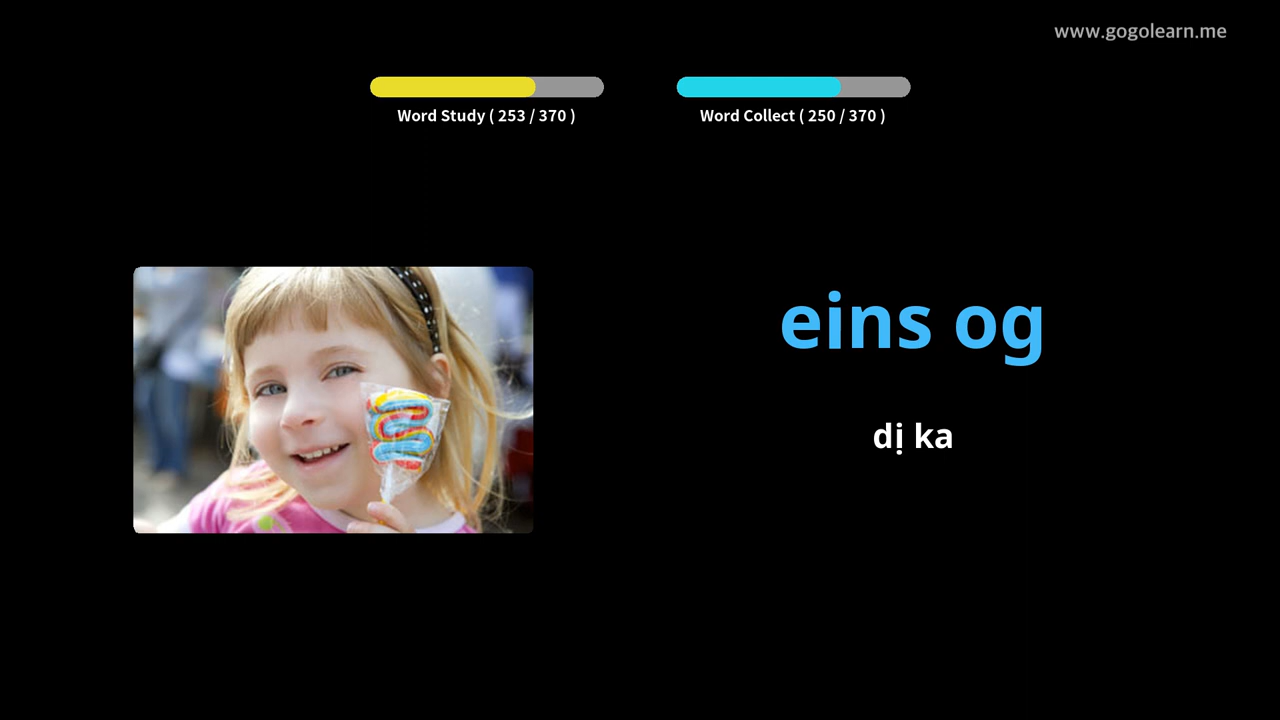 www.gogolearn.me
Word Study ( 253 / 370 )
Word Collect ( 250 / 370 )
eins og
dị ka